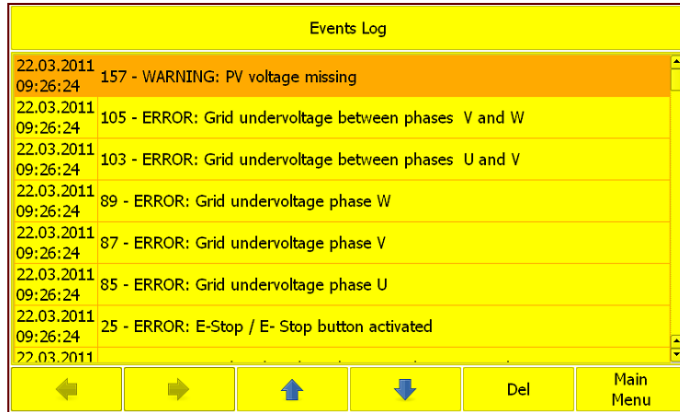 Events Log
22.03.2011
09:26:24
157 - WARNING: PV voltage missing
22.03.2011
09:26:24
105 - ERROR: Grid undervoltage between phases  V and W
22.03.2011
09:26:24
103 - ERROR: Grid undervoltage between phases  U and V
22.03.2011
09:26:24
89 - ERROR: Grid undervoltage phase W
22.03.2011
09:26:24
87 - ERROR: Grid undervoltage phase V
22.03.2011
09:26:24
85 - ERROR: Grid undervoltage phase U
22.03.2011
09:26:24
25 - ERROR: E-Stop / E- Stop button activated
22.03.2011
Del
Main
Menu